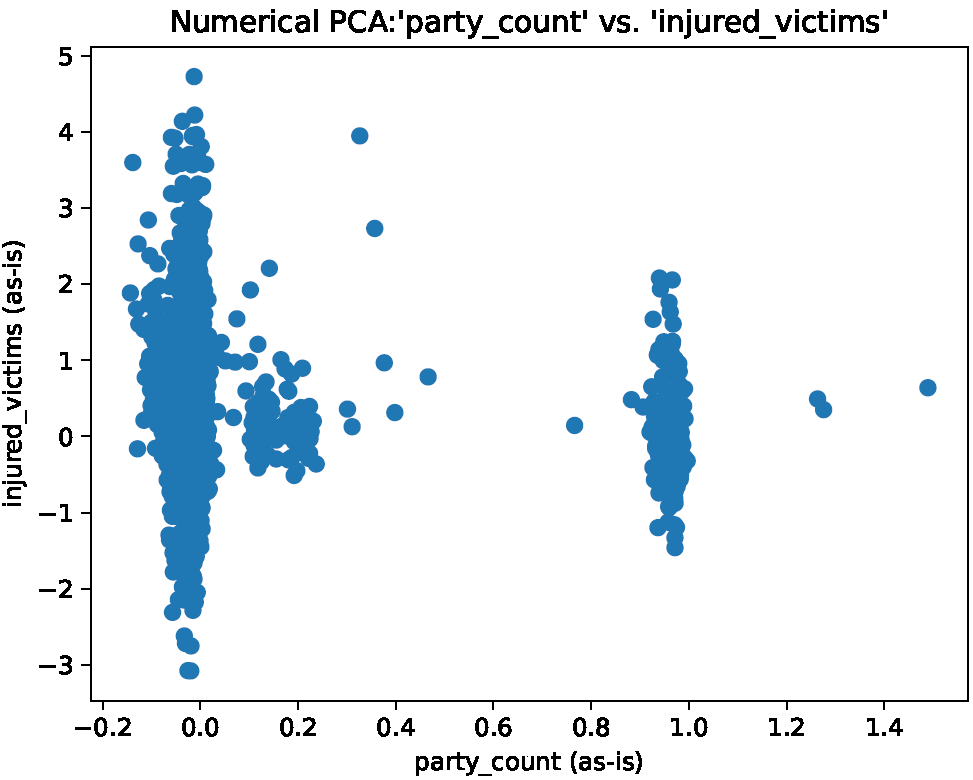 Numerical PCA:'party_count' vs. 'injured_victims'
5
4
3
2
1
0
−1
−2
−3
injured_victims (as-is)
−0.2 0.0 0.2 0.4 0.6 0.8 1.0 1.2 1.4
party_count (as-is)